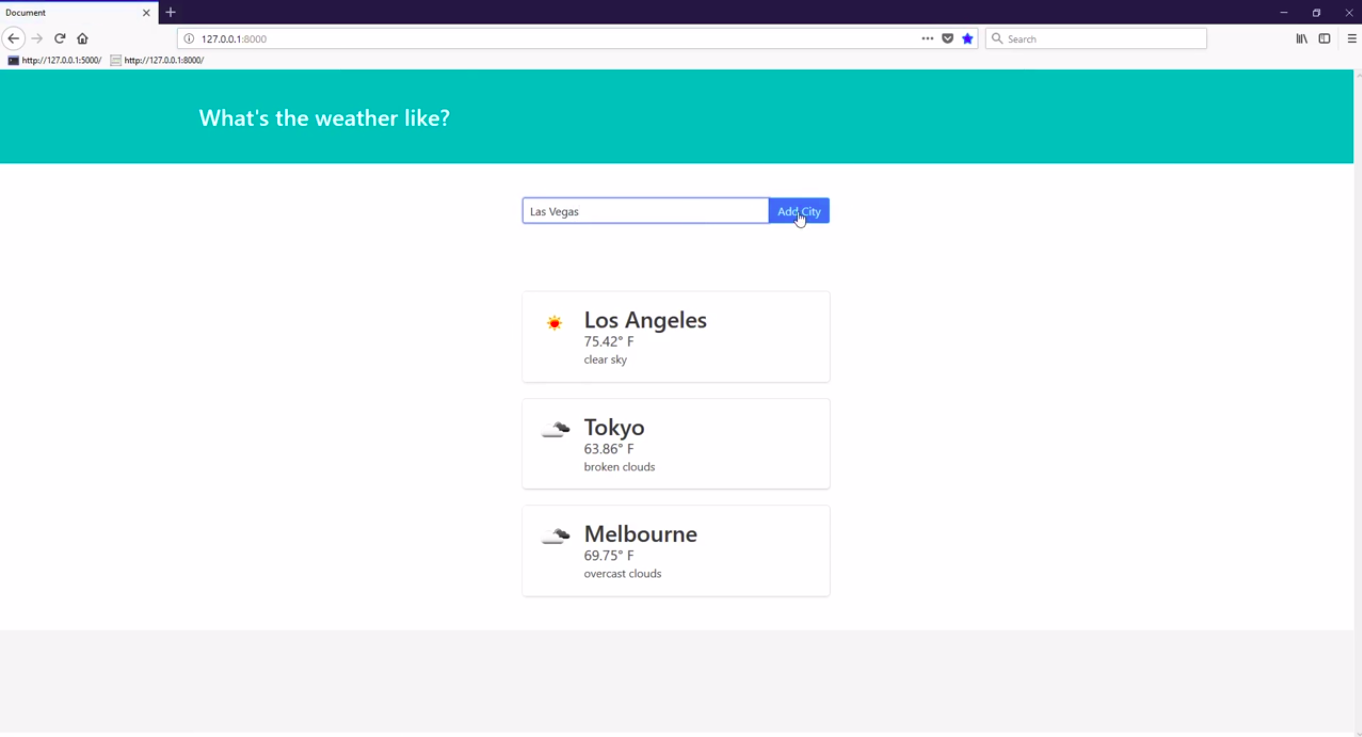 Document
127.0.0.1:8000
Search
http://127.0.0.1:5000/ http://127.0.0.1:8000/
What's the weather like?
Las Vegas
Add City
Los Angeles
75.42° F
clear sky
Tokyo
63.86° F
broken clouds
Melbourne
69.75° F
overcast clouds